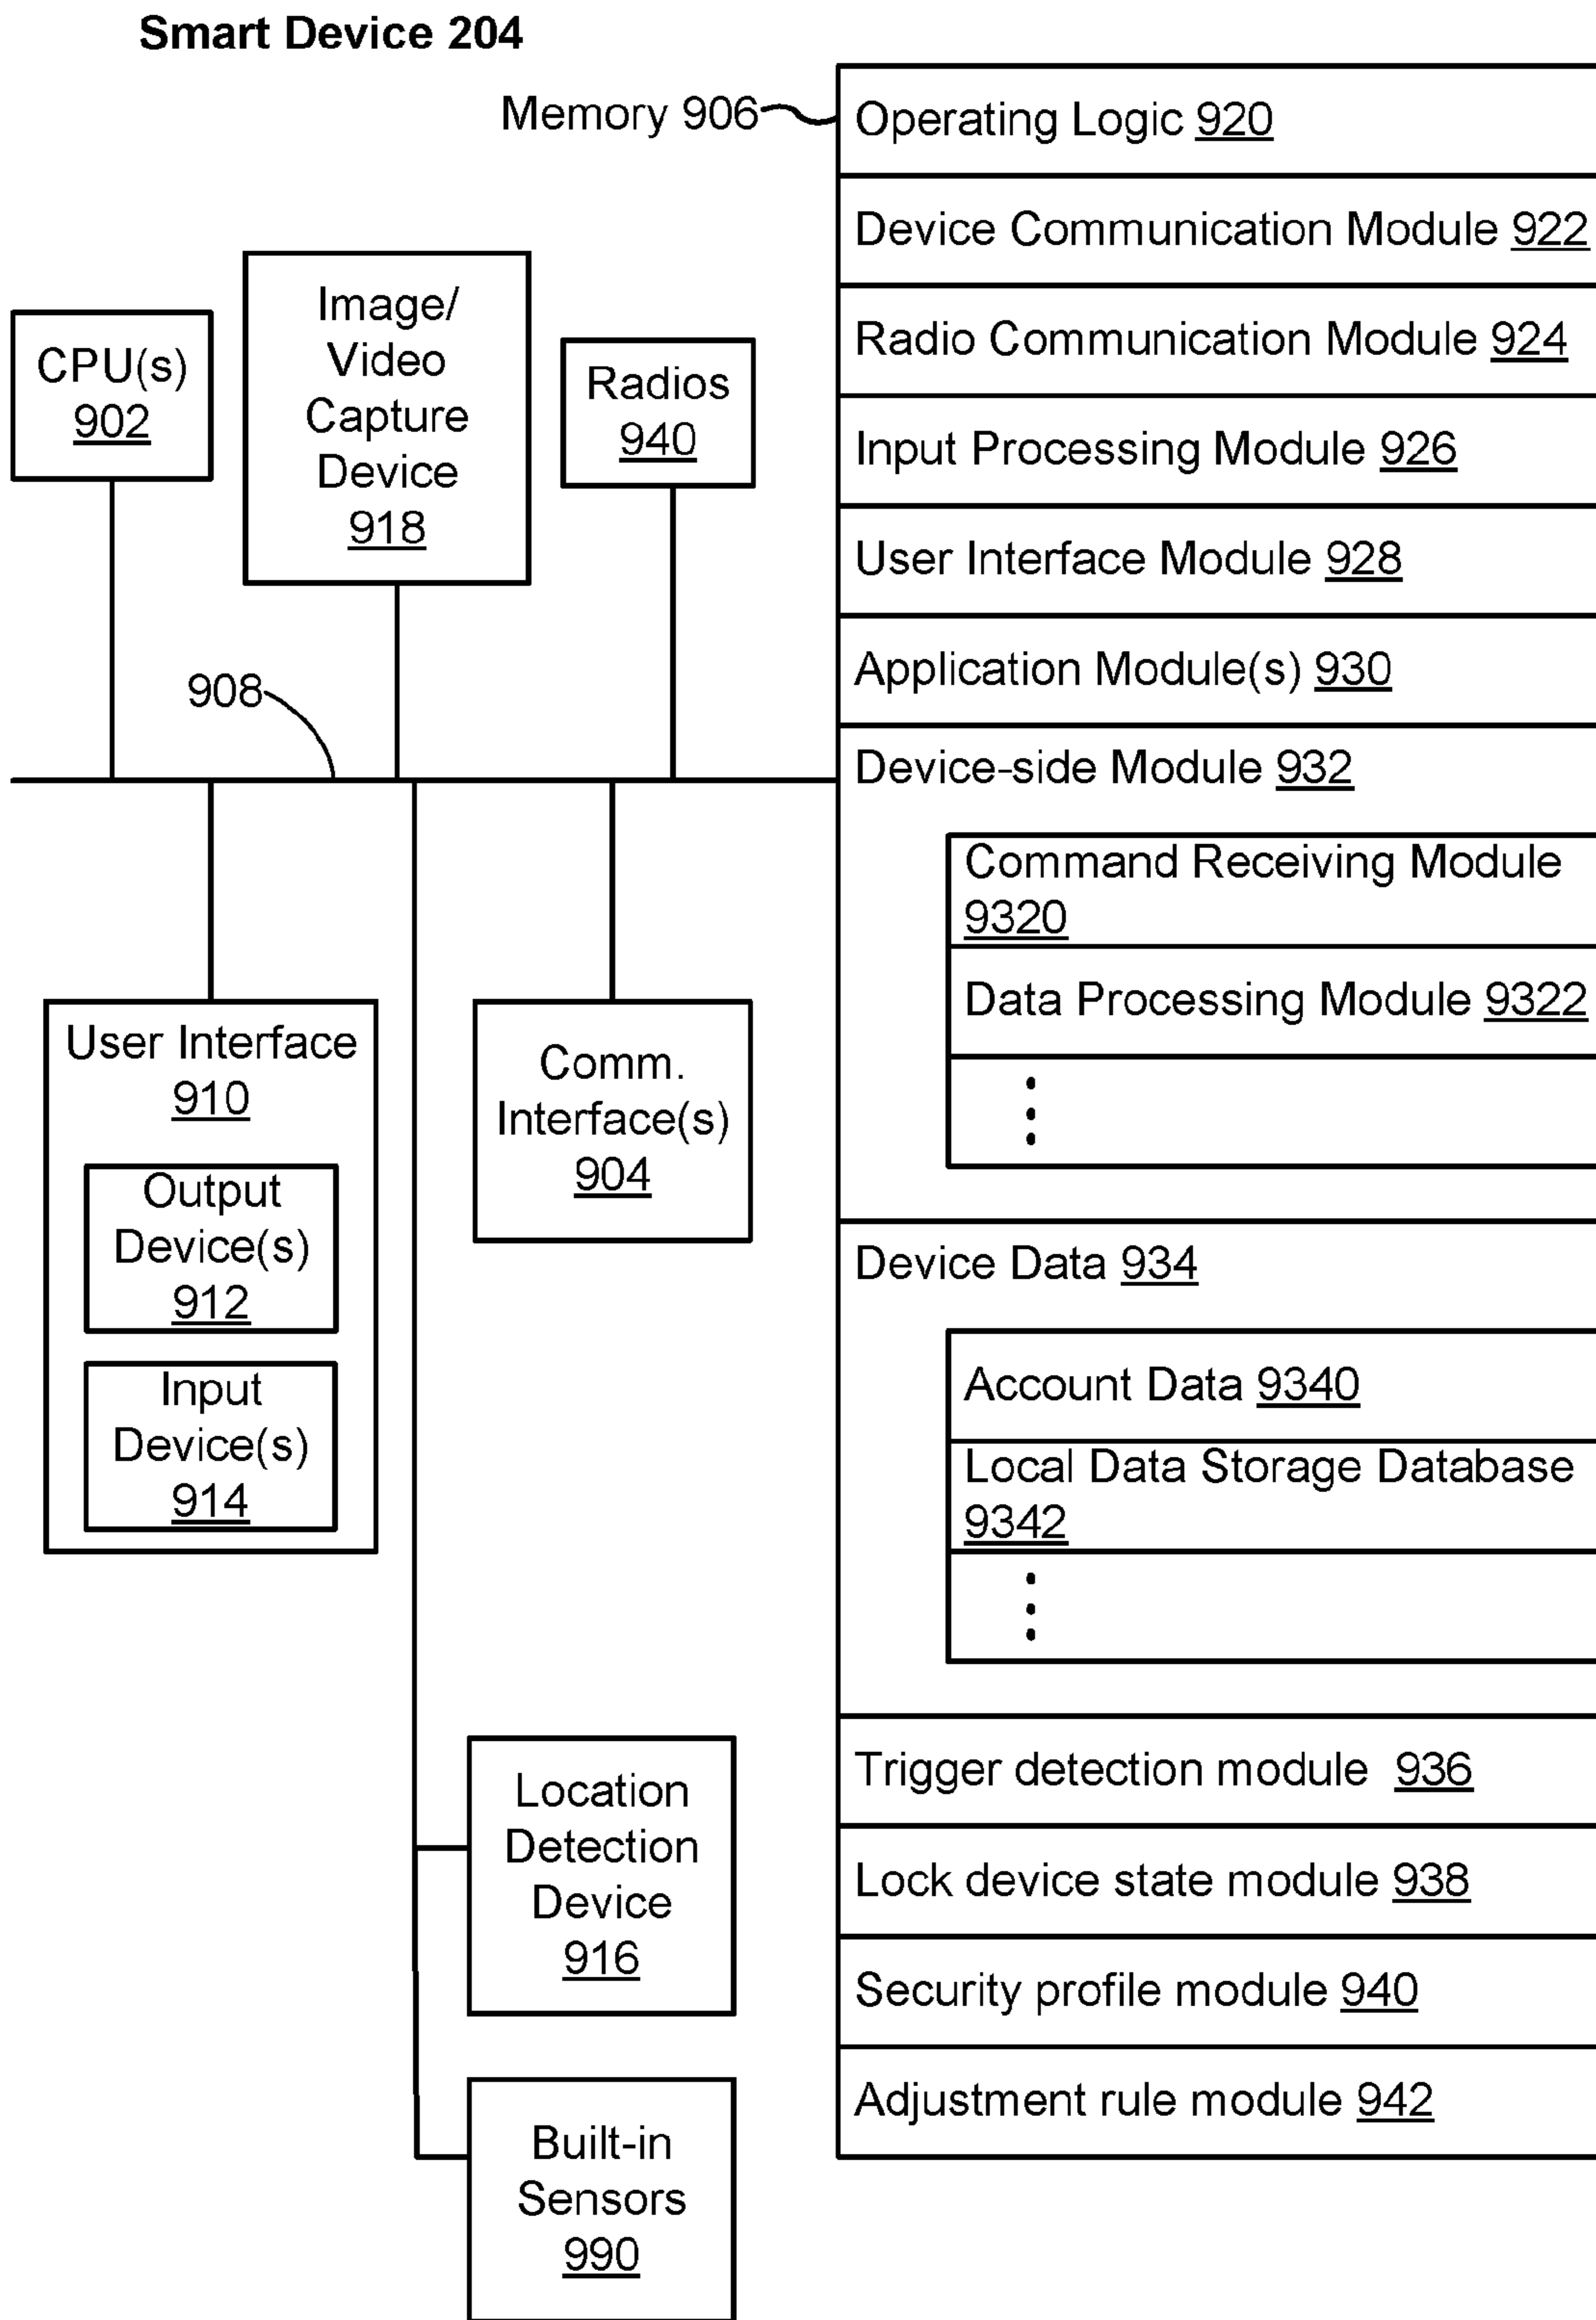 Smart Device 204
Memory 906
CPU(s)
902
Image/
Video
Capture
Device
918
Radios
940
908
User Interface
910
Output
Device(s)
912
Input
Device(s)
914
Comm.
Interface(s)
904
Location
Detection
Device
916
Built-in
Sensors
990
Operating Logic 920
Device Communication Module 922
Radio Communication Module 924
Input Processing Module 926
User Interface Module 928
Application Module(s) 930
Device-side Module 932
Command Receiving Module
9320
Data Processing Module 9322
Device Data 934
Account Data 9340
Local Data Storage Database
9342
Trigger detection module 936
Lock device state module 938
Security profile module 940
Adjustment rule module 942